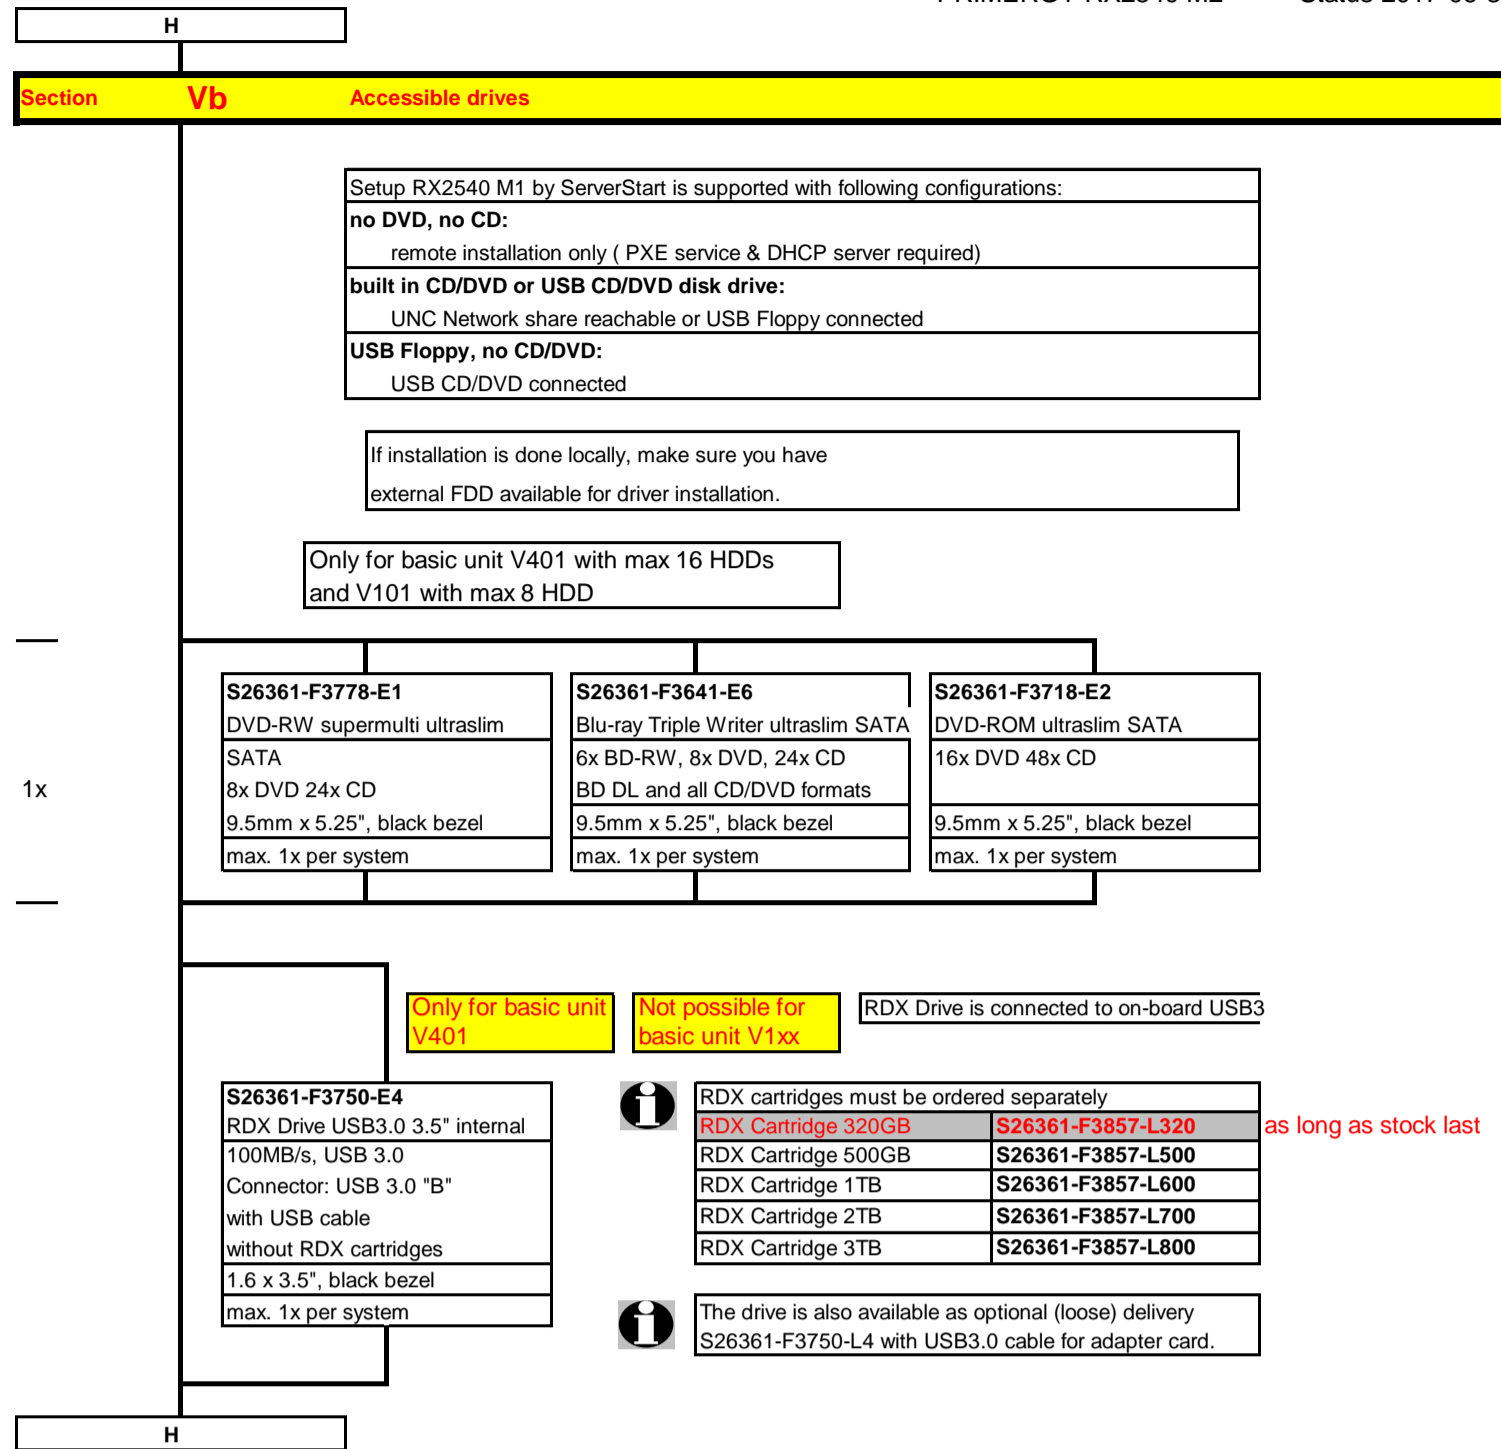 H
Section Vb Accessible drives
Setup RX2540 M1 by ServerStart is supported with following configurations:
no DVD, no CD:
remote installation only ( PXE service & DHCP server required)
built in CD/DVD or USB CD/DVD disk drive:
UNC Network share reachable or USB Floppy connected
USB Floppy, no CD/DVD:
USB CD/DVD connected
If installation is done locally, make sure you have
external FDD available for driver installation.
Only for basic unit V401 with max 16 HDDs
and V101 with max 8 HDD
1x
S26361-F3778-E1
DVD-RW supermulti ultraslim
SATA
8x DVD 24x CD
9.5mm x 5.25", black bezel
max. 1x per system
S26361-F3641-E6
Blu-ray Triple Writer ultraslim SATA
6x BD-RW, 8x DVD, 24x CD
BD DL and all CD/DVD formats
9.5mm x 5.25", black bezel
max. 1x per system
S26361-F3718-E2
DVD-ROM ultraslim SATA
16x DVD 48x CD
9.5mm x 5.25", black bezel
max. 1x per system
Only for basic unit
V401
Not possible for
basic unit V1xx
RDX Drive is connected to on-board USB3
S26361-F3750-E4
RDX Drive USB3.0 3.5" internal
100MB/s, USB 3.0
Connector: USB 3.0 "B"
with USB cable
without RDX cartridges
1.6 x 3.5", black bezel
max. 1x per system
RDX cartridges must be ordered separately
RDX Cartridge 320GB S26361-F3857-L320 as long as stock last
RDX Cartridge 500GB S26361-F3857-L500
RDX Cartridge 1TB S26361-F3857-L600
RDX Cartridge 2TB S26361-F3857-L700
RDX Cartridge 3TB S26361-F3857-L800
The drive is also available as optional (loose) delivery
S26361-F3750-L4 with USB3.0 cable for adapter card.
H